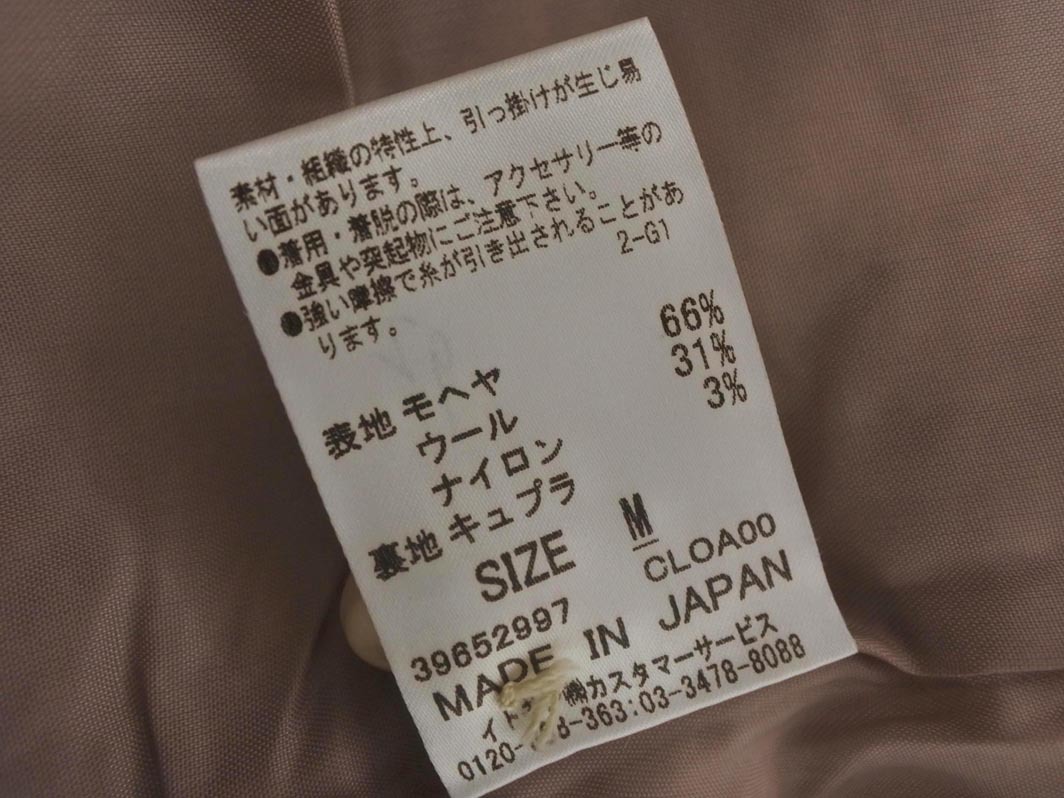 素材・組織の特性上、引っ掛けが生じ易
い面があります。
●着用・着脱の際は、アクセサリー等の
金具や突起物にご注意下さい。
●強い摩擦で糸が引き出されることがあ
ります。
2-G1
表地 モヘヤ 66%
ウール 31%
ナイロン 3%
裏地 キュプラ
SIZE M
39652997 CLOA00
MADE IN JAPAN
㈱カスタマーサービス
-363:03-3478-8088